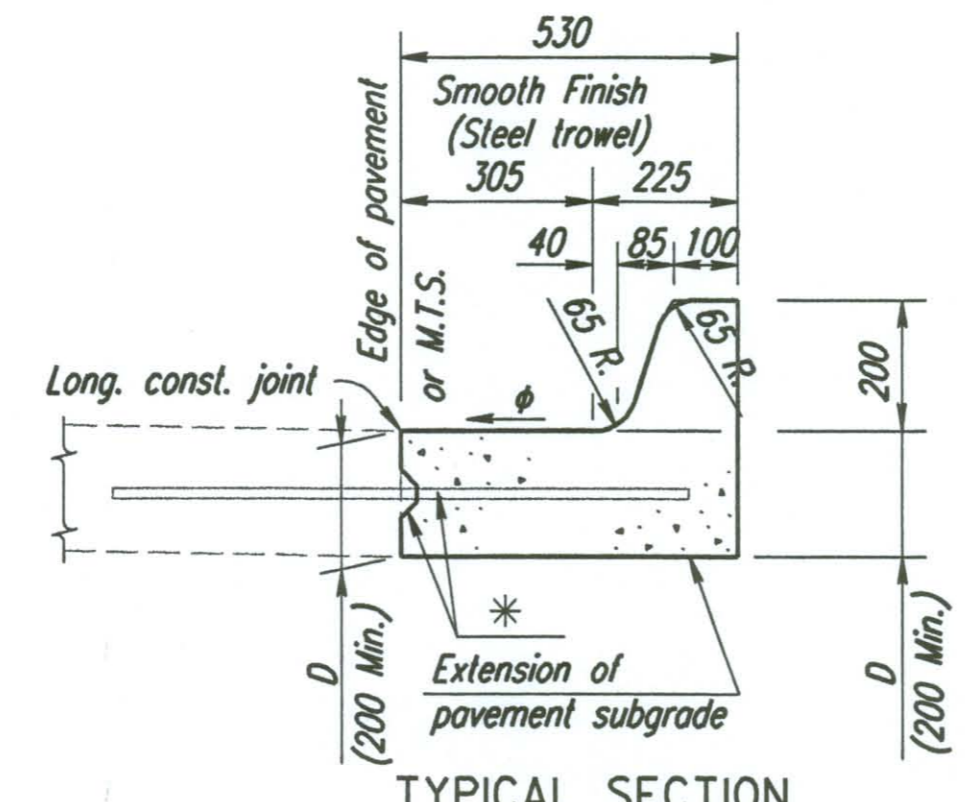 530
Smooth Finish
(Steel trowel)
305
225
40
85
100
Edge of pavement
or M.T.S.
65 R.
65 R.
200
Long. const. joint
ϕ
D
(200 Min.)
*
Extension of
pavement subgrade
D
(200 Min.)
TYPICAL SECTION